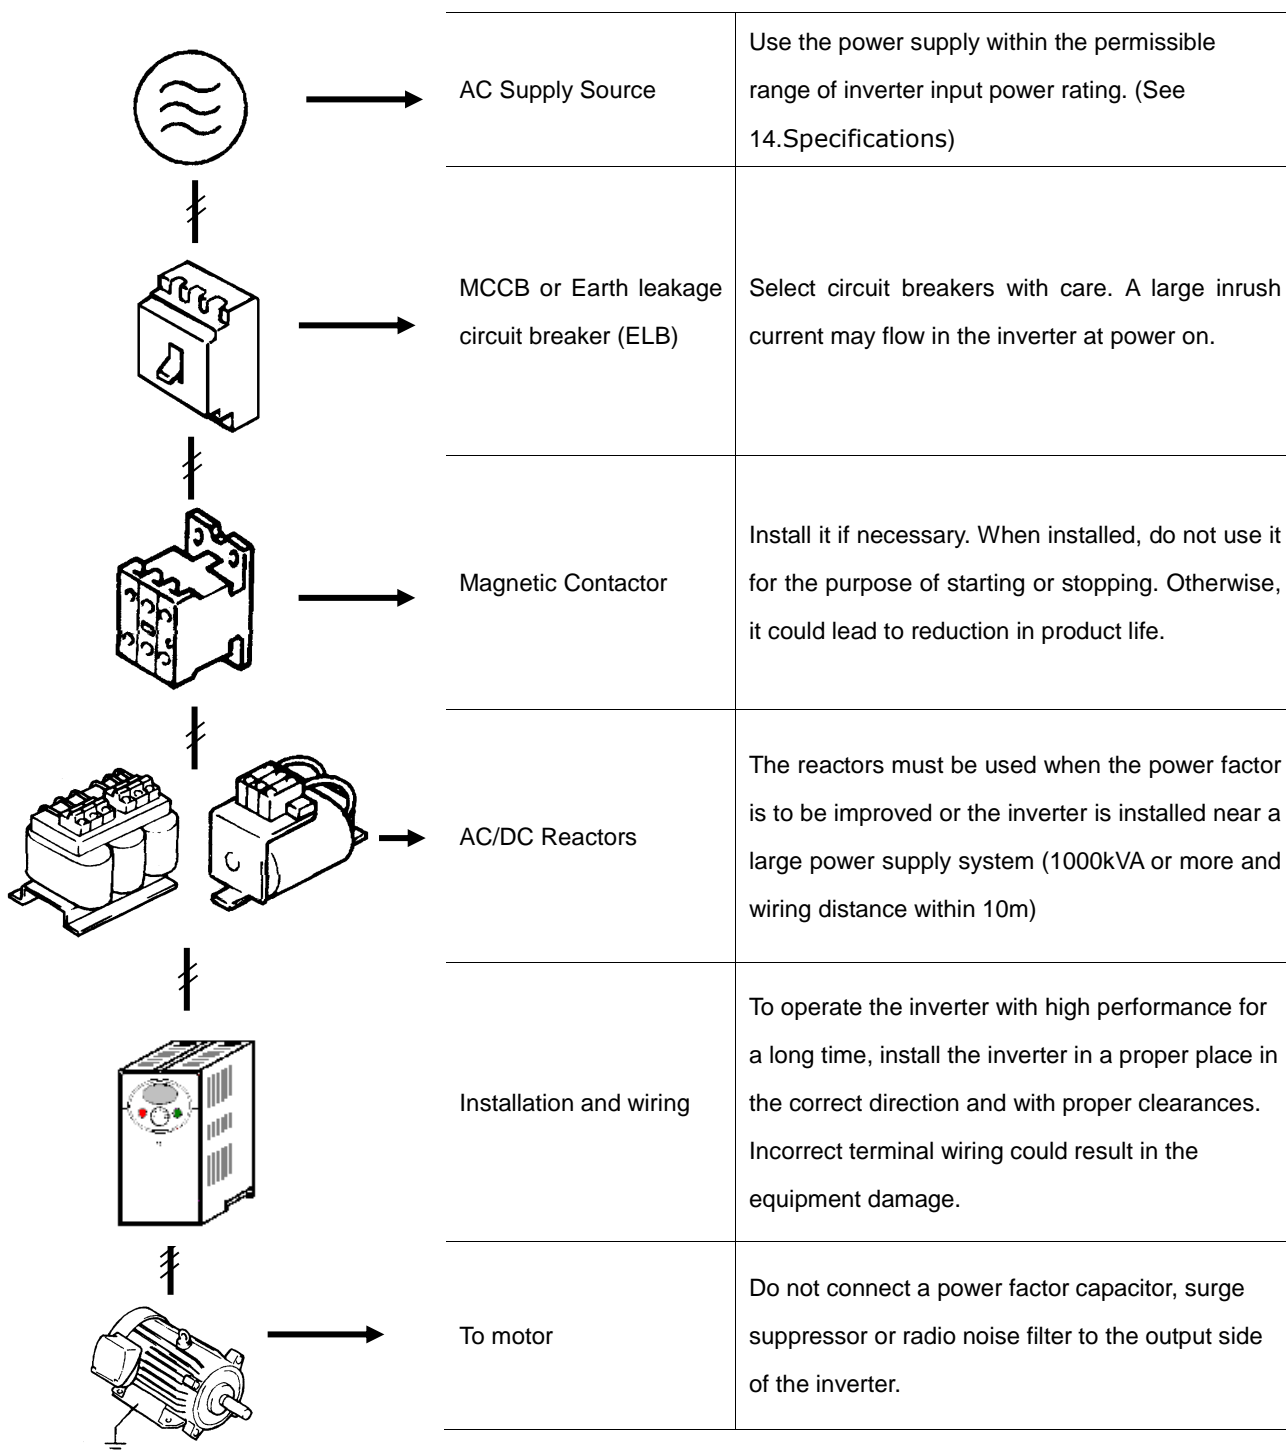 AC Supply Source
Use the power supply within the permissible
range of inverter input power rating. (See
14.Specifications)
MCCB or Earth leakage
circuit breaker (ELB)
Select circuit breakers with care. A large inrush
current may flow in the inverter at power on.
Magnetic Contactor
Install it if necessary. When installed, do not use it
for the purpose of starting or stopping. Otherwise,
it could lead to reduction in product life.
AC/DC Reactors
The reactors must be used when the power factor
is to be improved or the inverter is installed near a
large power supply system (1000kVA or more and
wiring distance within 10m)
Installation and wiring
To operate the inverter with high performance for
a long time, install the inverter in a proper place in
the correct direction and with proper clearances.
Incorrect terminal wiring could result in the
equipment damage.
To motor
Do not connect a power factor capacitor, surge
suppressor or radio noise filter to the output side
of the inverter.